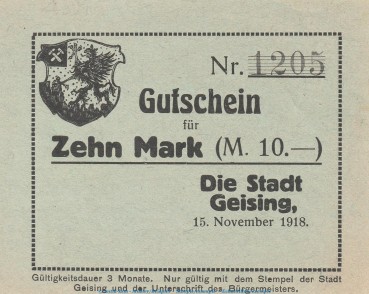 Nr. 1205
Gutschein
für
Zehn Mark (M. 10.—)
Die Stadt
Geising,
15. November 1918.
Gültigkeitsdauer 3 Monate. Nur gültig mit dem Stempel der Stadt
Geising und der Unterschrift des Bürgermeisters.